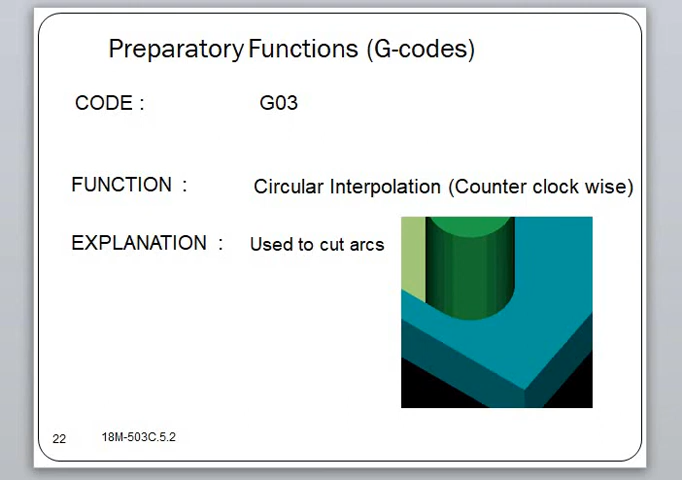 Preparatory Functions (G-codes)
CODE : G03
FUNCTION : Circular Interpolation (Counter clock wise)
EXPLANATION : Used to cut arcs
22 18M-503C.5.2